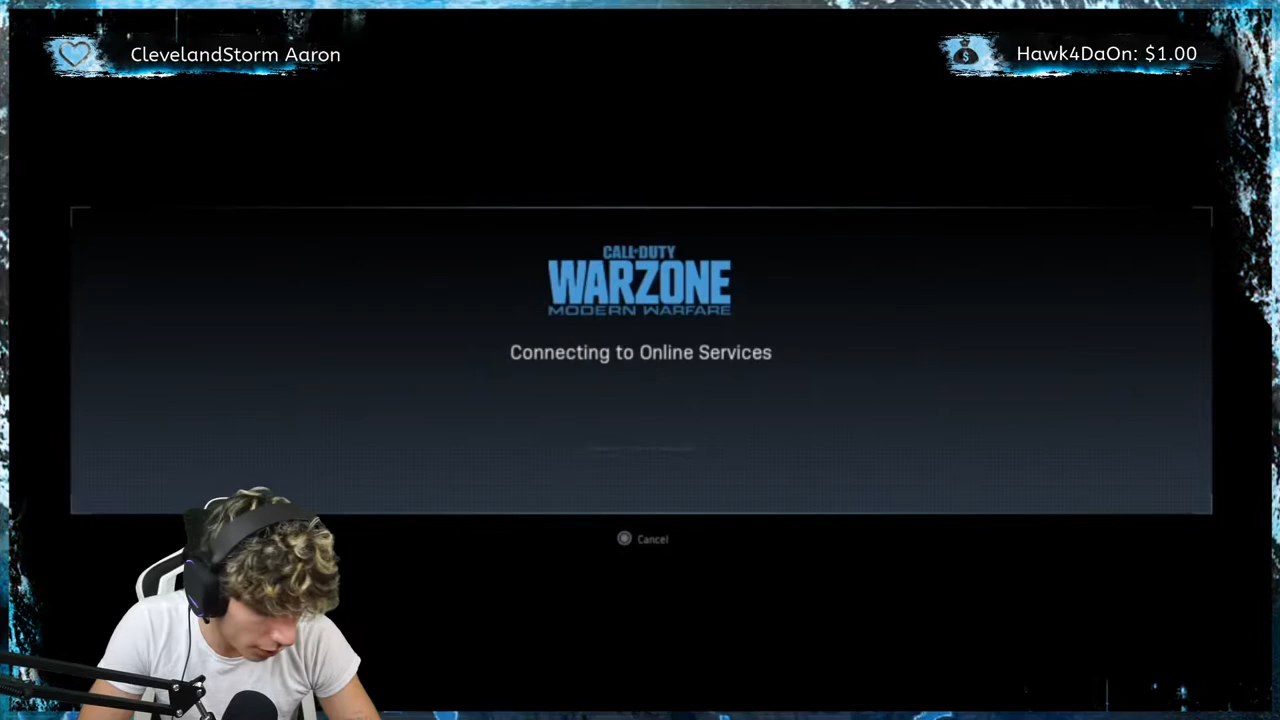 ClevelandStorm Aaron
Hawk4DaOn: $1.00
CALL OF DUTY
WARZONE
MODERN WARFARE
Connecting to Online Services
Cancel